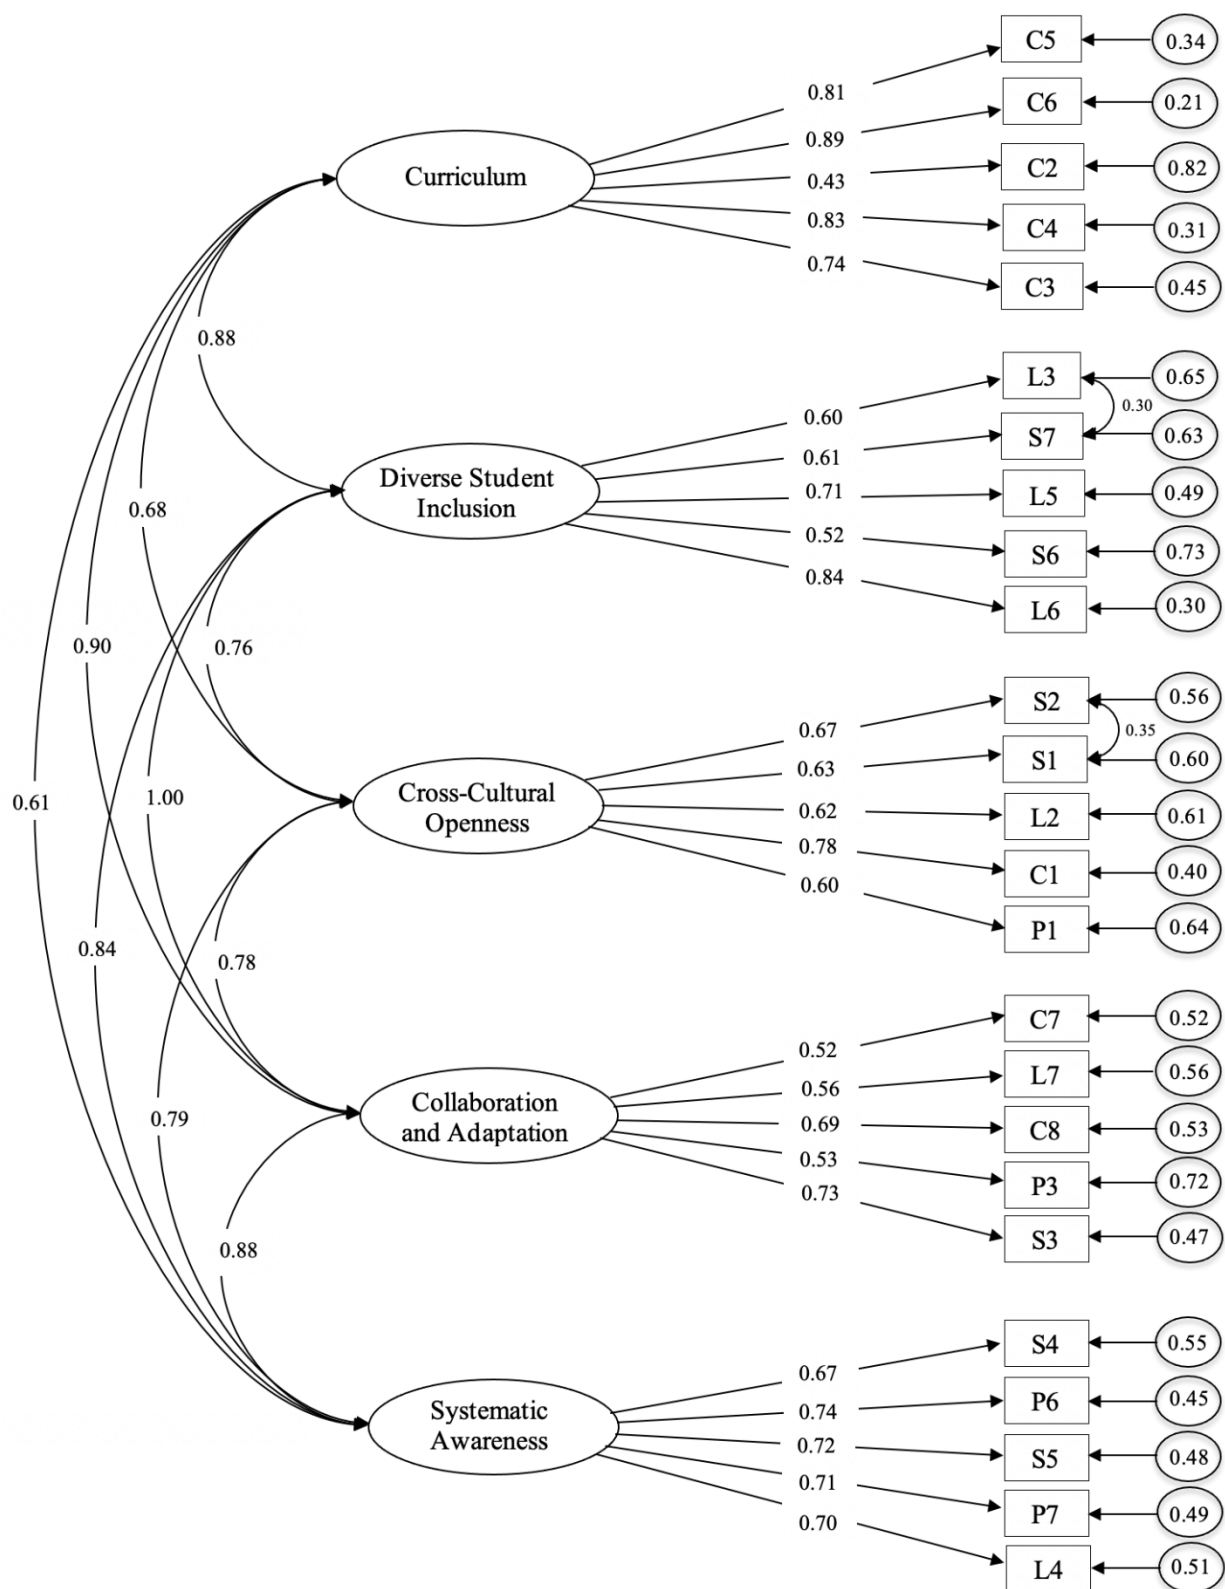 C5 0.34
0.81
C6 0.21
0.89
Curriculum
0.43
C2 0.82
0.83
C4 0.31
0.74
C3 0.45
0.88
L3 0.65
0.30
0.60
S7 0.63
0.61
Diverse Student
Inclusion
0.71
L5 0.49
0.52
S6 0.73
0.84
L6 0.30
0.68
0.90
0.76
S2 0.56
0.35
0.67
S1 0.60
0.63
Cross-Cultural
Openness
0.62
L2 0.61
0.78
C1 0.40
0.60
P1 0.64
0.61
1.00
0.84
0.78
C7 0.52
0.52
L7 0.56
0.56
Collaboration
and Adaptation
0.69
C8 0.53
0.53
P3 0.72
0.73
S3 0.47
0.79
0.88
S4 0.55
0.67
P6 0.45
0.74
Systematic
Awareness
0.72
S5 0.48
0.71
P7 0.49
0.70
L4 0.51